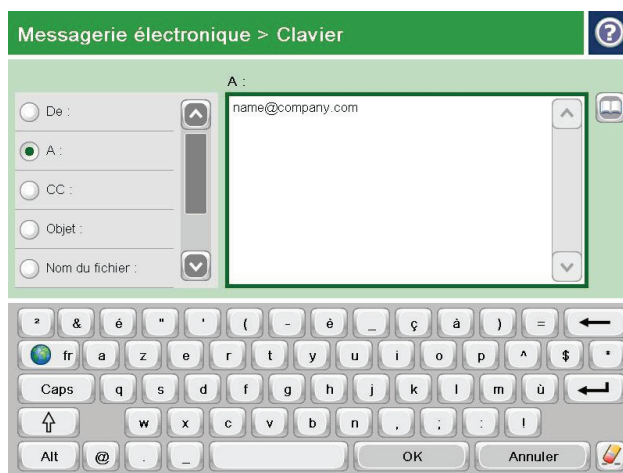 Messagerie électronique > Clavier
?
A :
De :
A :
CC :
Objet :
Nom du fichier :
name@company.com
² & é " ' ( - è _ ç à ) =
fr a z e r t y u i o p ^ $ *
Caps q s d f g h j k l m ù
w x c v b n , ; : !
Alt @ . _ OK Annuler